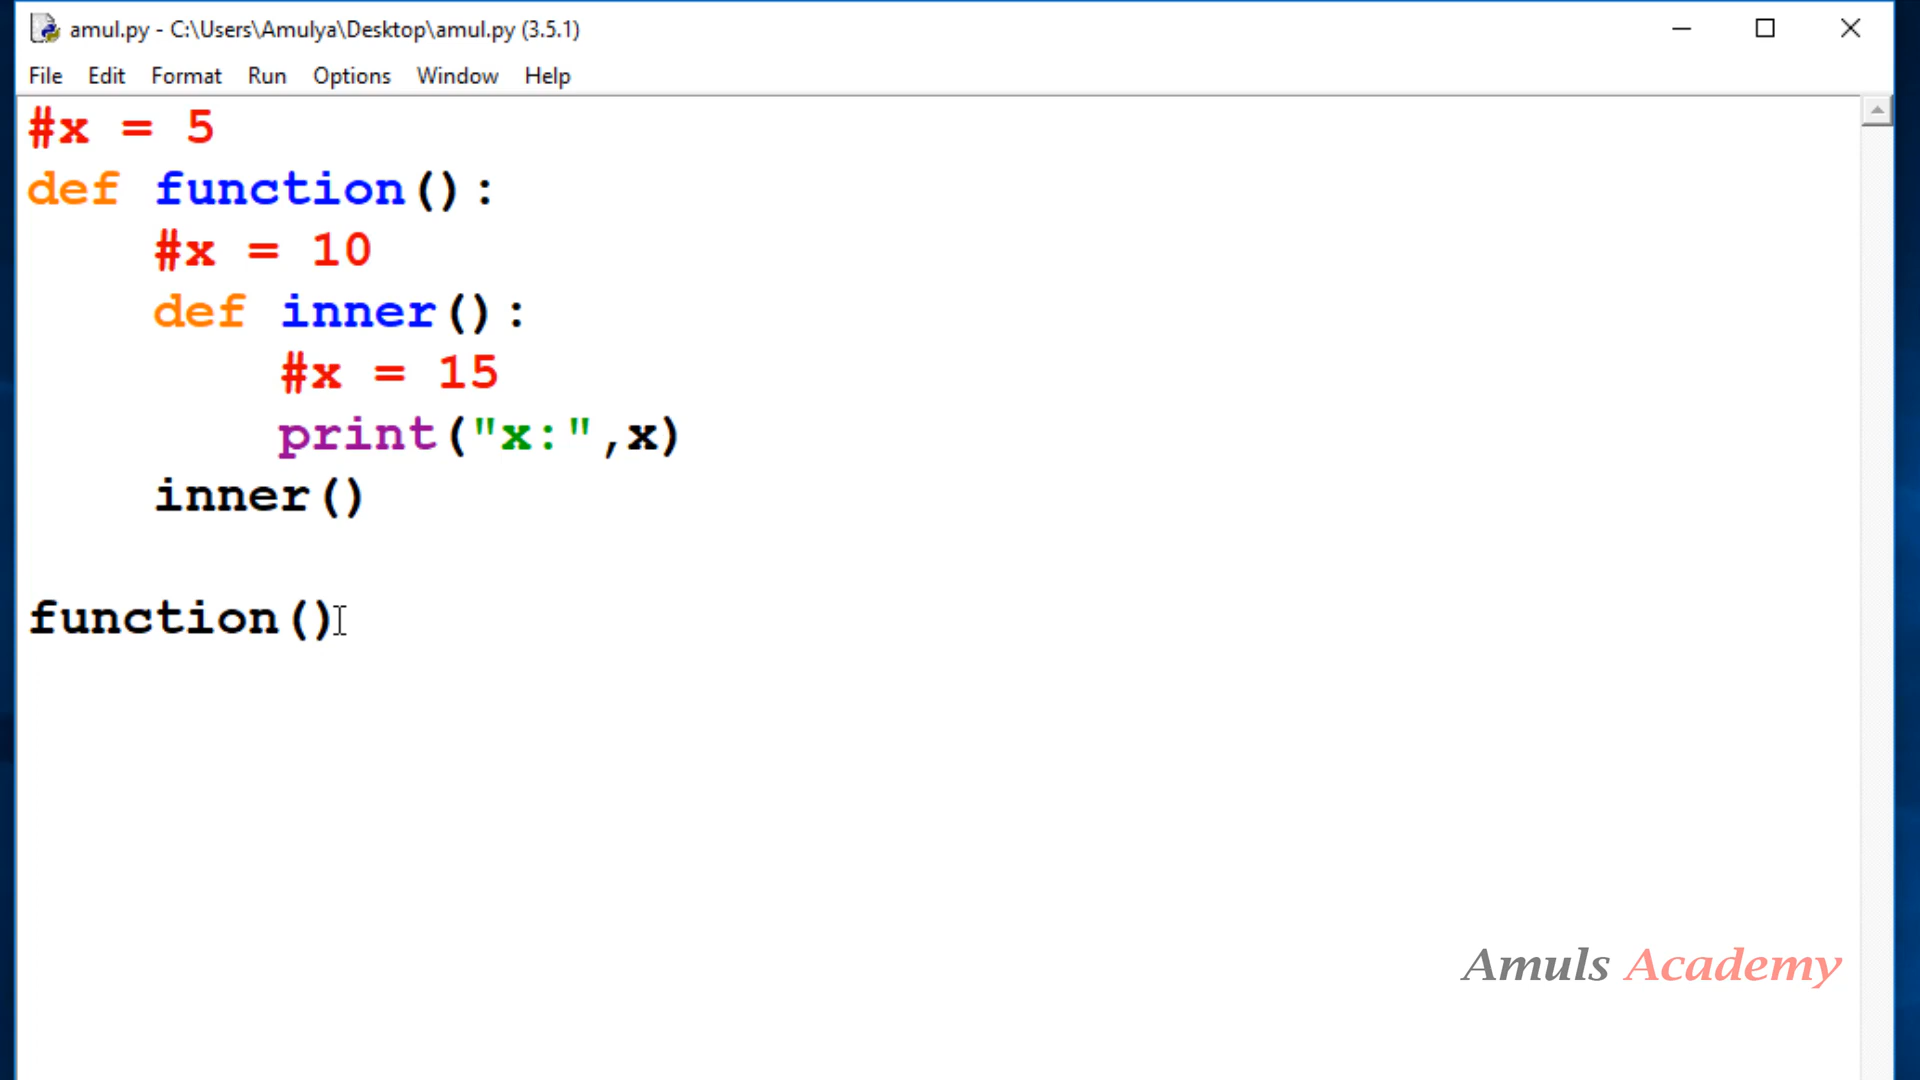 amul.py - C:\Users\Amulya\Desktop\amul.py (3.5.1)
File Edit Format Run Options Window Help
#x = 5
def function():
    #x = 10
    def inner():
        #x = 15
        print("x:",x)
    inner()
function()
Amuls Academy